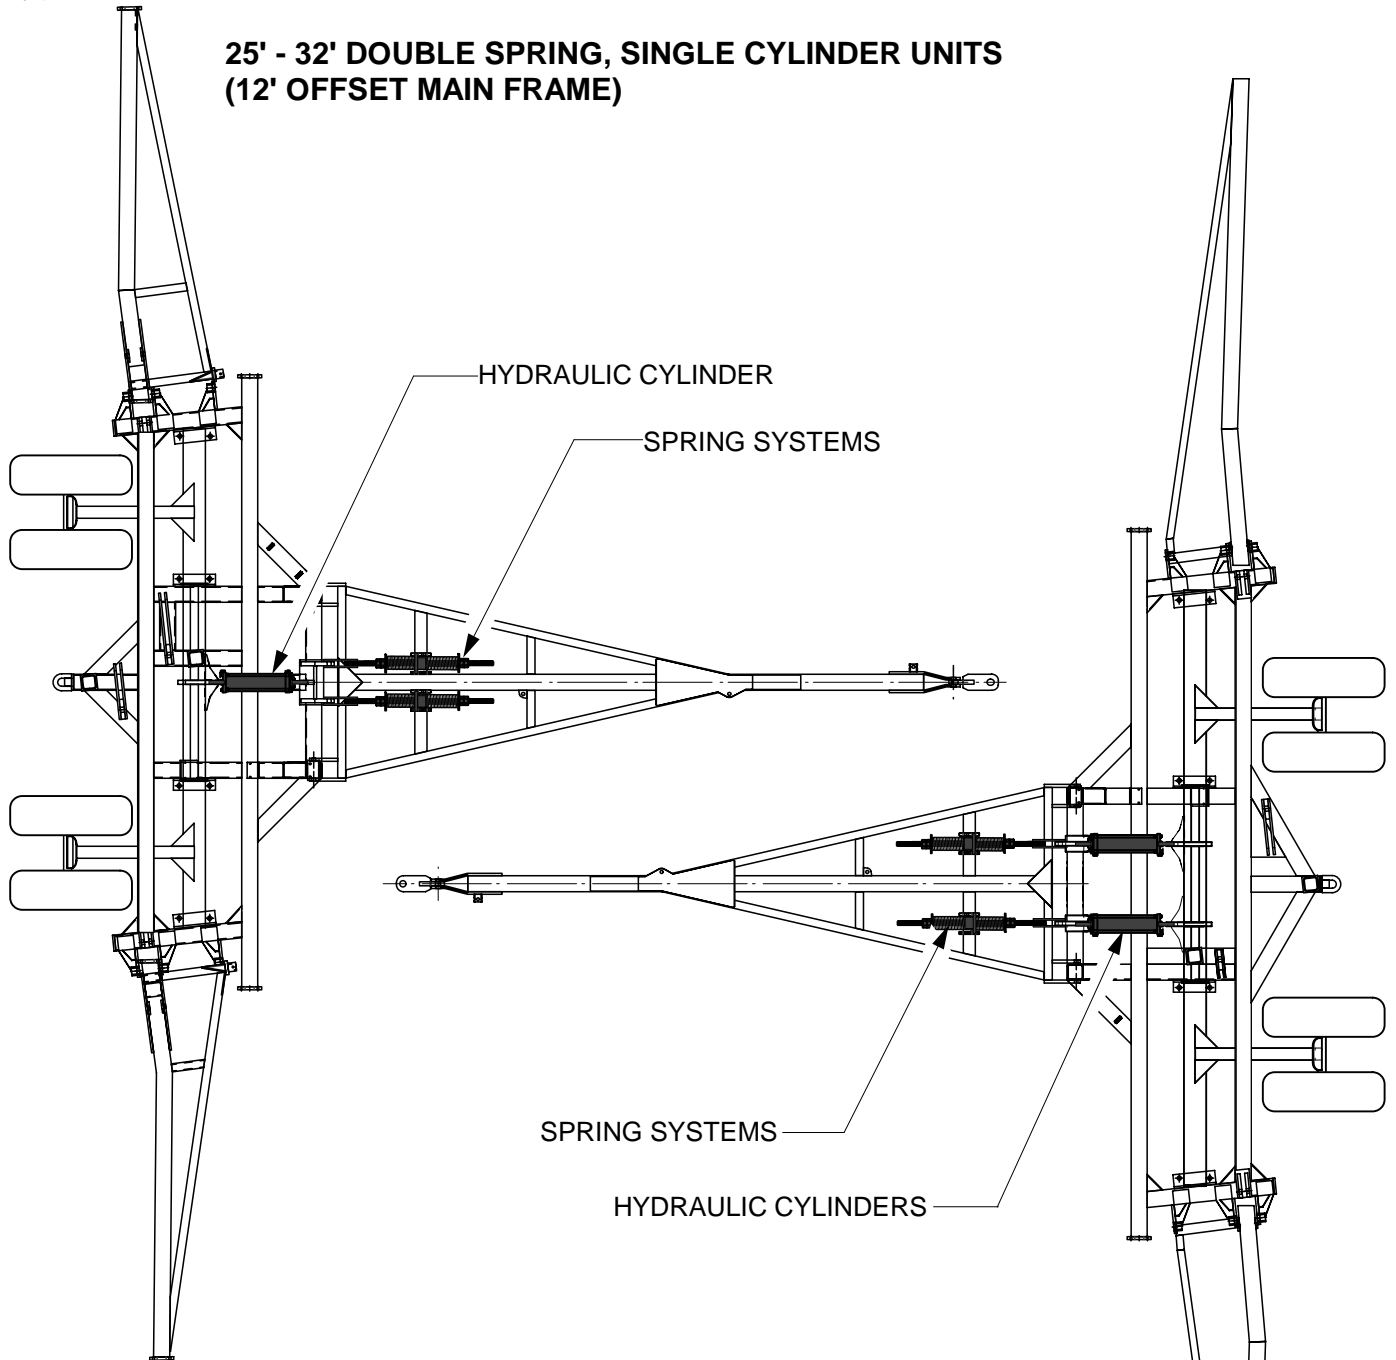 25' - 32' DOUBLE SPRING, SINGLE CYLINDER UNITS
(12' OFFSET MAIN FRAME)
HYDRAULIC CYLINDER
SPRING SYSTEMS
SPRING SYSTEMS
HYDRAULIC CYLINDERS